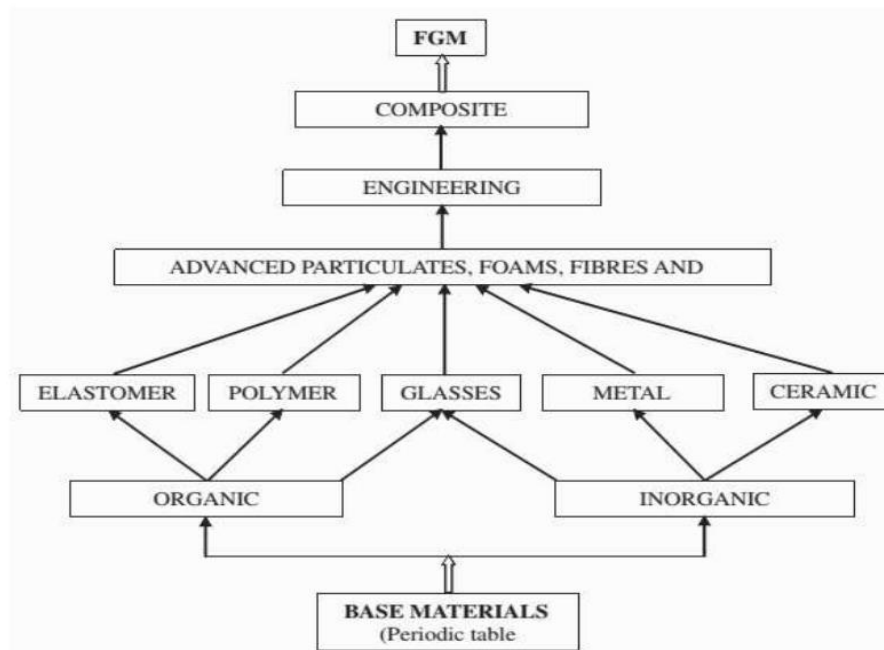 FGM
COMPOSITE
ENGINEERING
ADVANCED PARTICULATES, FOAMS, FIBRES AND
ELASTOMER
POLYMER
GLASSES
METAL
CERAMIC
ORGANIC
INORGANIC
BASE MATERIALS
(Periodic table